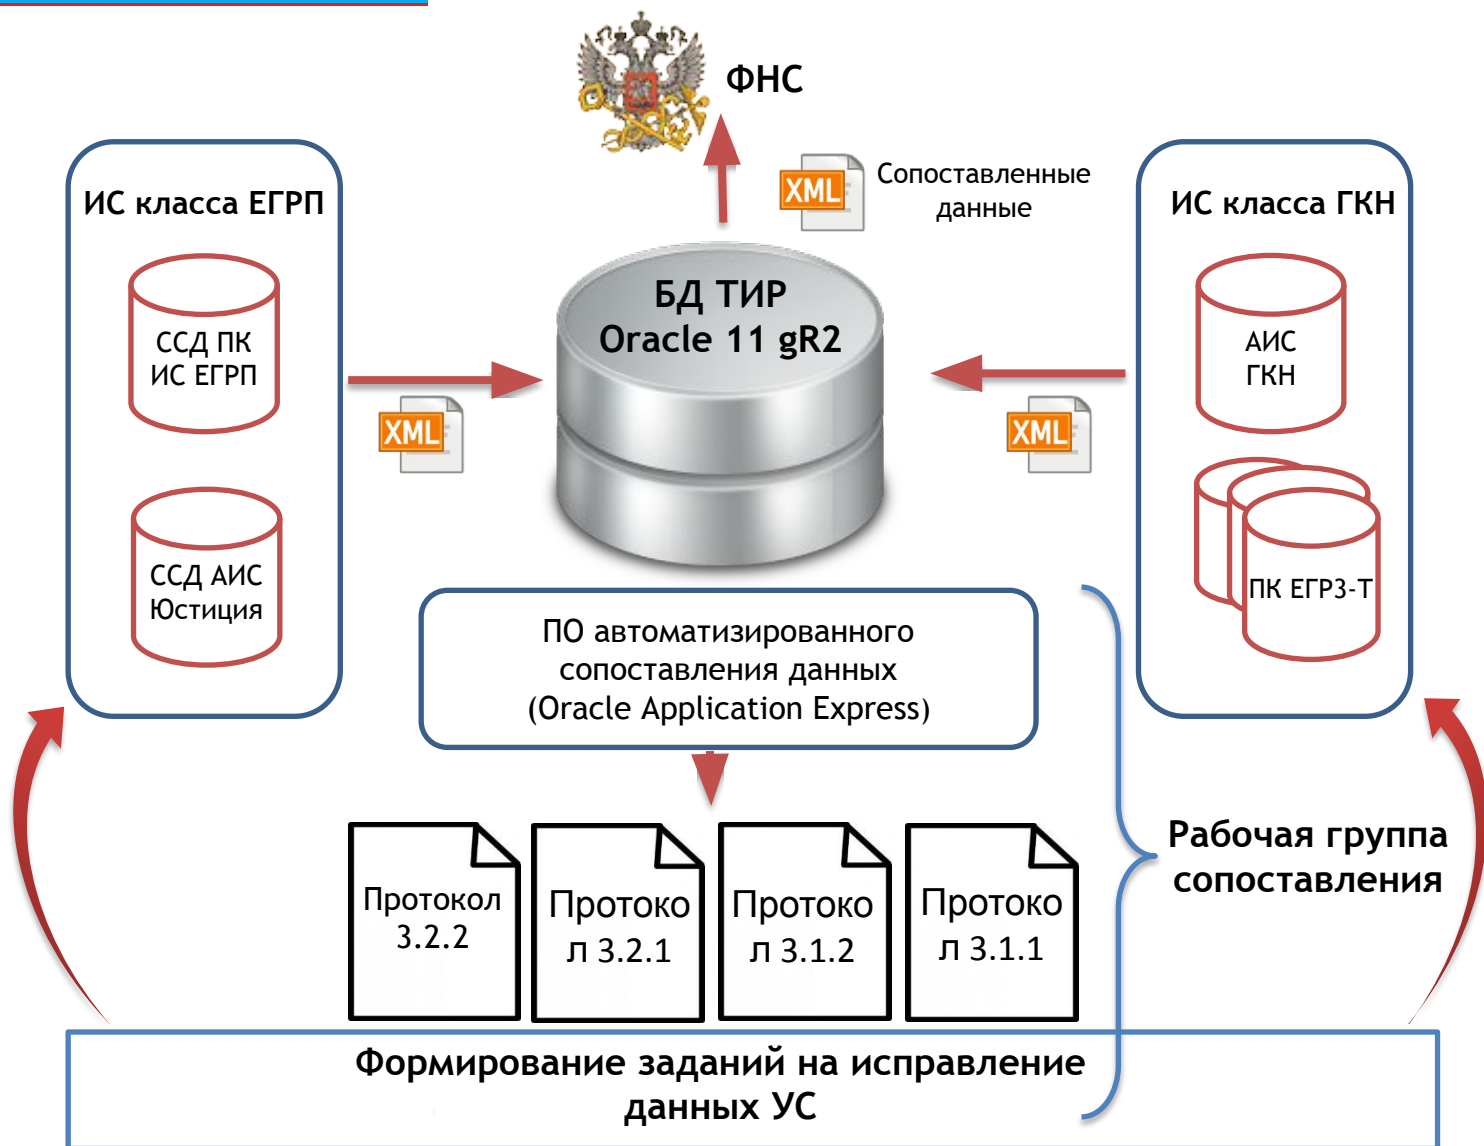 ФНС
XML
Сопоставленные
данные
ИС класса ЕГРП
ССД ПК
ИС ЕГРП
ССД АИС
Юстиция
XML
БД ТИР
Oracle 11 gR2
XML
ИС класса ГКН
АИС
ГКН
ПК ЕГРЗ-Т
ПО автоматизированного
сопоставления данных
(Oracle Application Express)
Протокол
3.2.2
Протоко
л 3.2.1
Протоко
л 3.1.2
Протоко
л 3.1.1
Рабочая группа
сопоставления
Формирование заданий на исправление
данных УС